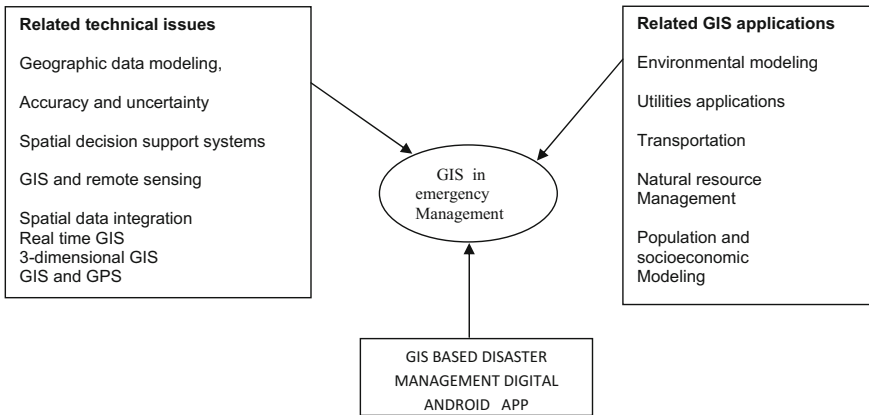 Related technical issues
Geographic data modeling,
Accuracy and uncertainty
Spatial decision support systems
GIS and remote sensing
Spatial data integration
Real time GIS
3-dimensional GIS
GIS and GPS
GIS in
emergency
Management
Related GIS applications
Environmental modeling
Utilities applications
Transportation
Natural resource
Management
Population and
socioeconomic
Modeling
GIS BASED DISASTER
MANAGEMENT DIGITAL
ANDROID APP